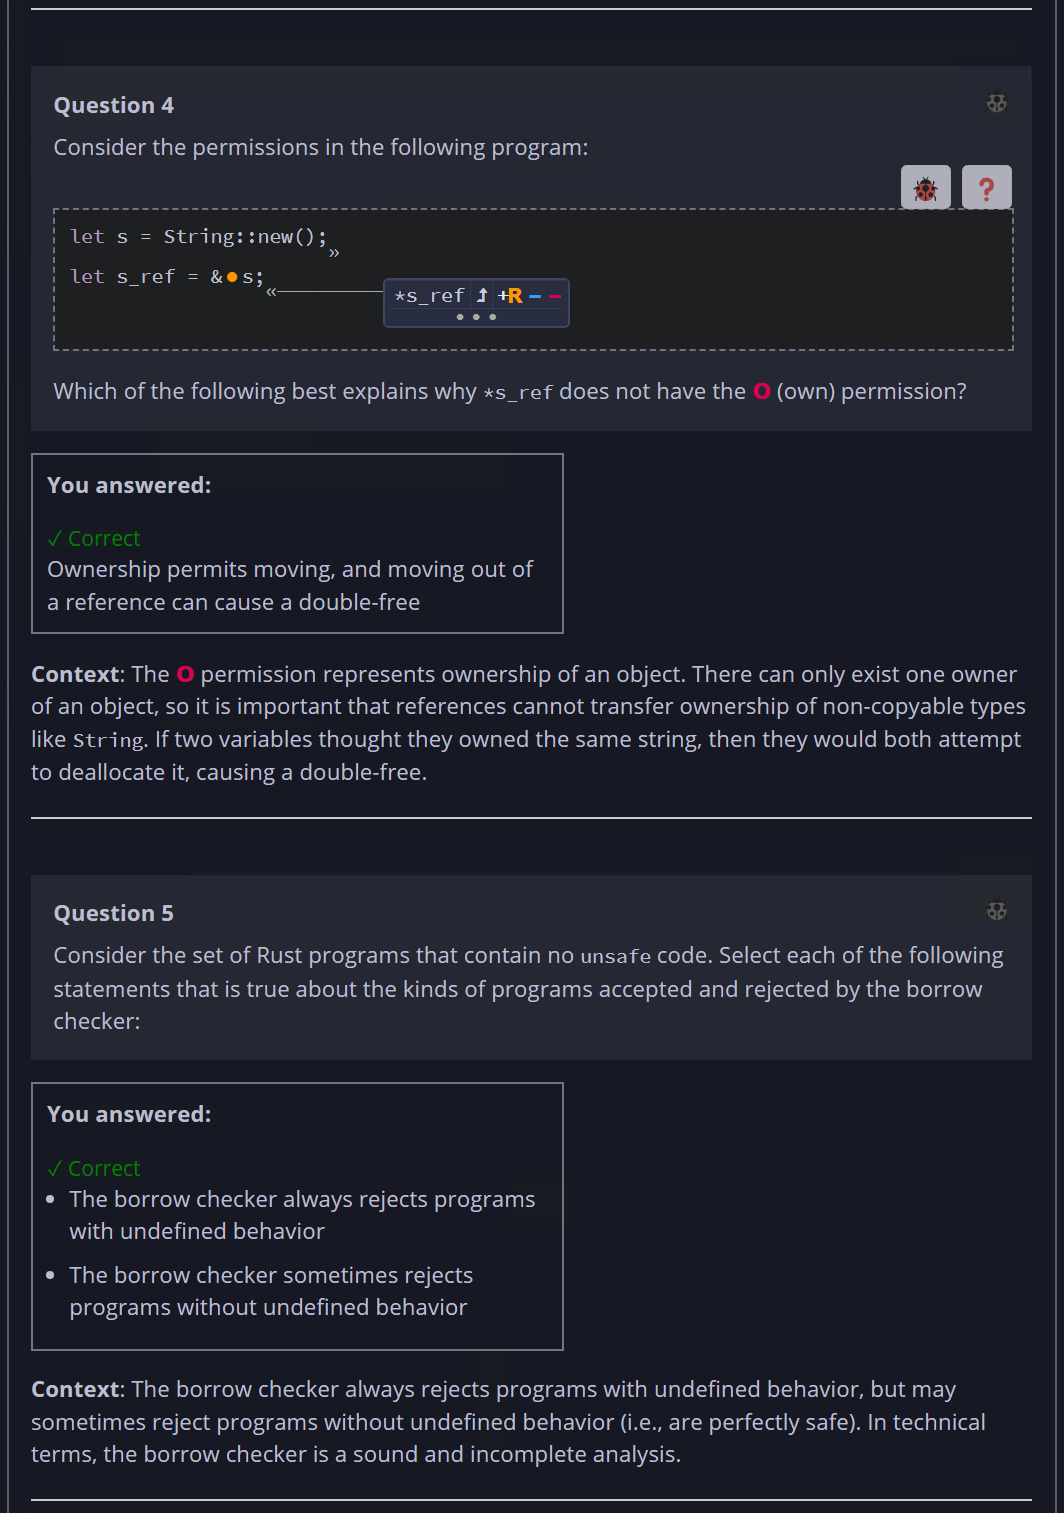 Question 4
Consider the permissions in the following program:
?
let s = String::new();
»
let s_ref = &●s;
«
*s_ref ⮥ +R – –
● ● ●
Which of the following best explains why *s_ref does not have the O (own) permission?
You answered:
✓ Correct
Ownership permits moving, and moving out of
a reference can cause a double-free
Context: The O permission represents ownership of an object. There can only exist one owner
of an object, so it is important that references cannot transfer ownership of non-copyable types
like String. If two variables thought they owned the same string, then they would both attempt
to deallocate it, causing a double-free.
Question 5
Consider the set of Rust programs that contain no unsafe code. Select each of the following
statements that is true about the kinds of programs accepted and rejected by the borrow
checker:
You answered:
✓ Correct
• The borrow checker always rejects programs
with undefined behavior
• The borrow checker sometimes rejects
programs without undefined behavior
Context: The borrow checker always rejects programs with undefined behavior, but may
sometimes reject programs without undefined behavior (i.e., are perfectly safe). In technical
terms, the borrow checker is a sound and incomplete analysis.